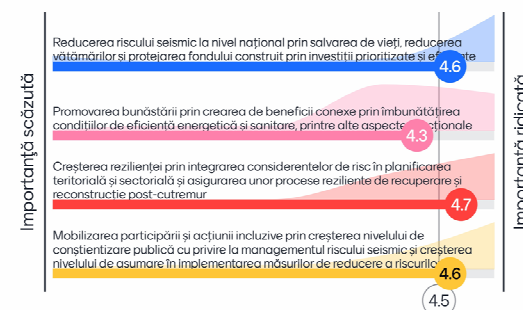 Reducerea riscului seismic la nivel național prin salvarea de vieți, reducerea
vătămărilor și protejarea fondului construit prin investiții prioritizate și
4.6
Promovarea bunăstării prin crearea de beneficii conexe prin îmbunătățirea
condițiilor de eficiență energetică și sanitare, printre alte aspecte
4.3
Creșterea rezilienței prin integrarea considerentelor de risc în planificarea
teritorială și sectorială și asigurarea unor procese reziliente de recuperare și
reconstrucție post-cutremur
4.7
Mobilizarea participării și acțiunii incluzive prin creșterea nivelului de
conștientizare publică cu privire la managementul riscului seismic și creșterea
nivelului de asumare în implementarea măsurilor de reducere a riscurilor
4.6
4.5
Importanță scăzută
Importanță ridicată